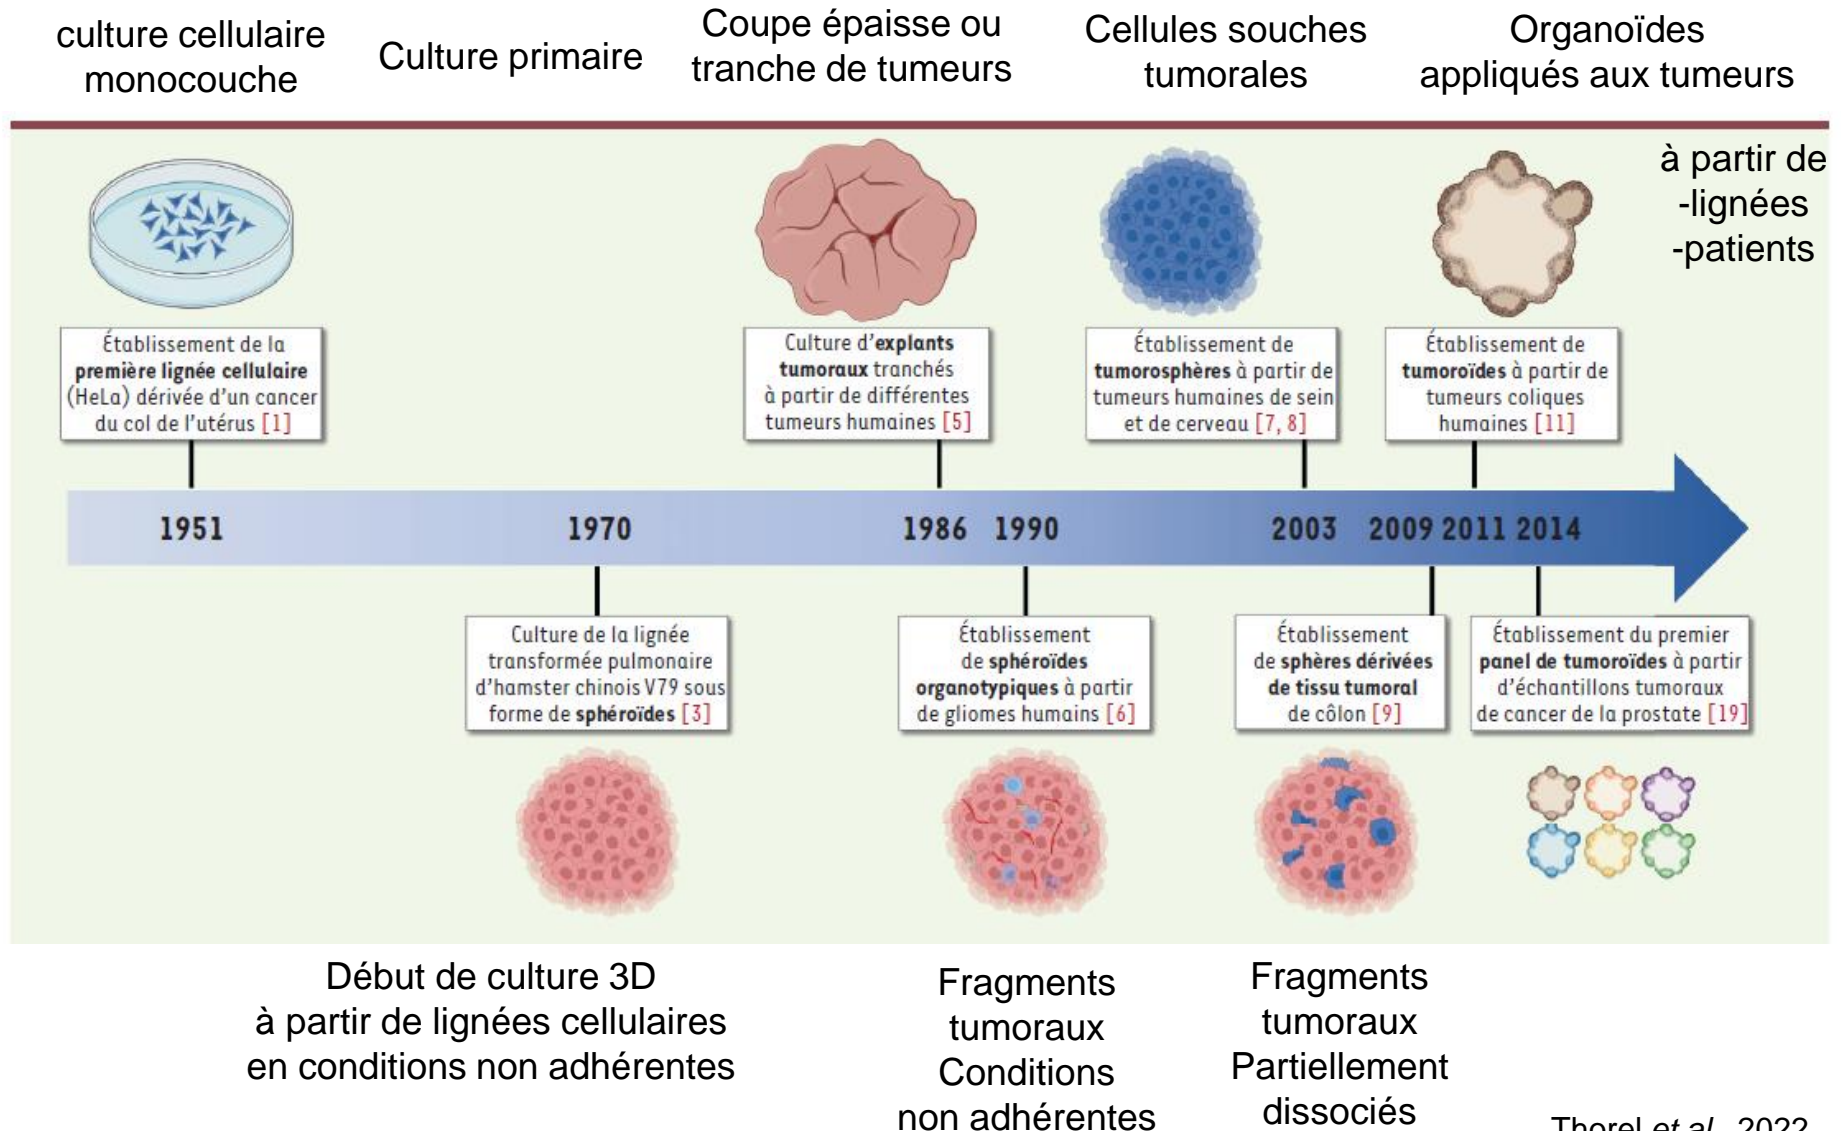 culture cellulaire
monocouche
Culture primaire
Coupe épaisse ou
tranche de tumeurs
Cellules souches
tumorales
Organoïdes
appliqués aux tumeurs
à partir de
-lignées
-patients
Établissement de la
première lignée cellulaire
(HeLa) dérivée d’un cancer
du col de l’utérus [1]
Culture d’explants
tumoraux tranchés
à partir de différentes
tumeurs humaines [5]
Établissement de
tumorosphères à partir de
tumeurs humaines de sein
et de cerveau [7, 8]
Établissement de
tumoroïdes à partir de
tumeurs coliques
humaines [11]
1951 1970 1986 1990 2003 2009 2011 2014
Culture de la lignée
transformée pulmonaire
d’hamster chinois V79 sous
forme de sphéroïdes [3]
Établissement
de sphéroïdes
organotypiques à partir
de gliomes humains [6]
Établissement
de sphères dérivées
de tissu tumoral
de côlon [9]
Établissement du premier
panel de tumoroïdes à partir
d’échantillons tumoraux
de cancer de la prostate [19]
Début de culture 3D
à partir de lignées cellulaires
en conditions non adhérentes
Fragments
tumoraux
Conditions
non adhérentes
Fragments
tumoraux
Partiellement
dissociés
Thorel et al., 2022